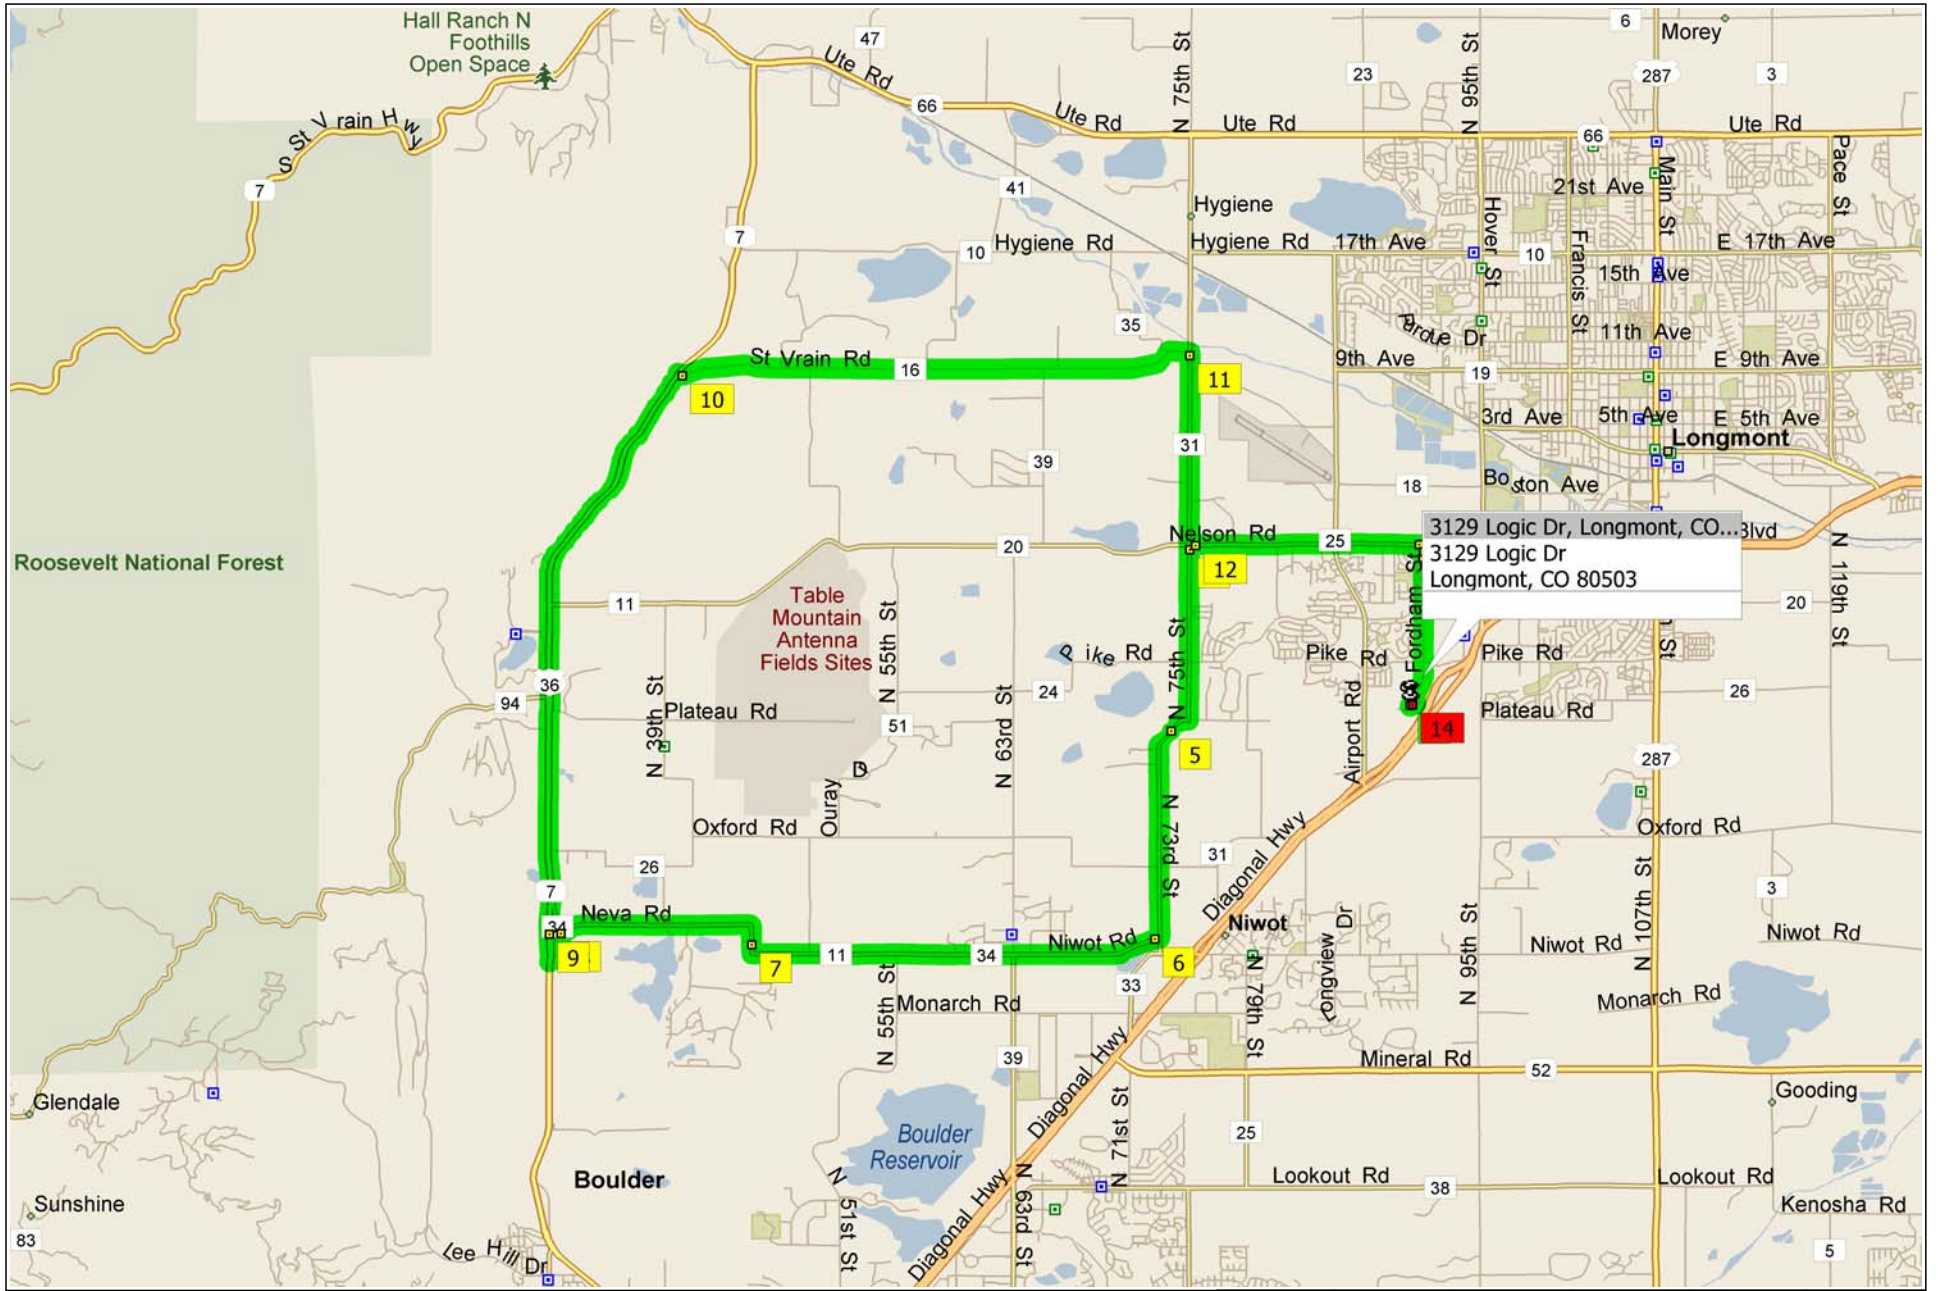 Hall Ranch N
Foothills
Open Space
47
Ute Rd
66
Ute Rd
N 75th St
Ute Rd
23
N 95th St
6
Morey
287
3
66
Ute Rd
S St Vrain Hwy
7
7
41
Hygiene
10
Hygiene Rd
Hygiene Rd
17th Ave
Hover St
10
Francis St
21st Ave
Main St
Pace St
E 17th Ave
15th Ave
35
Purdue Dr
11th Ave
St Vrain Rd
16
9th Ave
19
E 9th Ave
10
11
3rd Ave
5th Ave
E 5th Ave
Longmont
31
39
18
Boston Ave
Roosevelt National Forest
20
Nelson Rd
25
3129 Logic Dr, Longmont, CO...
Blvd
3129 Logic Dr
Longmont, CO 80503
12
11
Table
Mountain
Antenna
Fields Sites
N 55th St
N 75th St
S Fordham St
20
N 119th St
St
Pike Rd
Pike Rd
Pike Rd
36
94
N 39th St
Plateau Rd
51
N 63rd St
24
Airport Rd
14
Plateau Rd
26
5
287
Ouray D
Oxford Rd
N 73rd St
Diagonal Hwy
Oxford Rd
26
31
7
3
34
Neva Rd
Niwot
Longview Dr
N 95th St
N 107th St
9
7
11
34
Niwot Rd
6
Niwot Rd
Niwot Rd
N 55th St
Monarch Rd
33
N 79th St
Monarch Rd
39
Diagonal Hwy
Mineral Rd
52
Glendale
Gooding
Boulder
Reservoir
N 71st St
25
Boulder
N 51st St
Diagonal Hwy
N 63rd St
Lookout Rd
38
Lookout Rd
Sunshine
Kenosha Rd
83
Lee Hill Dr
5